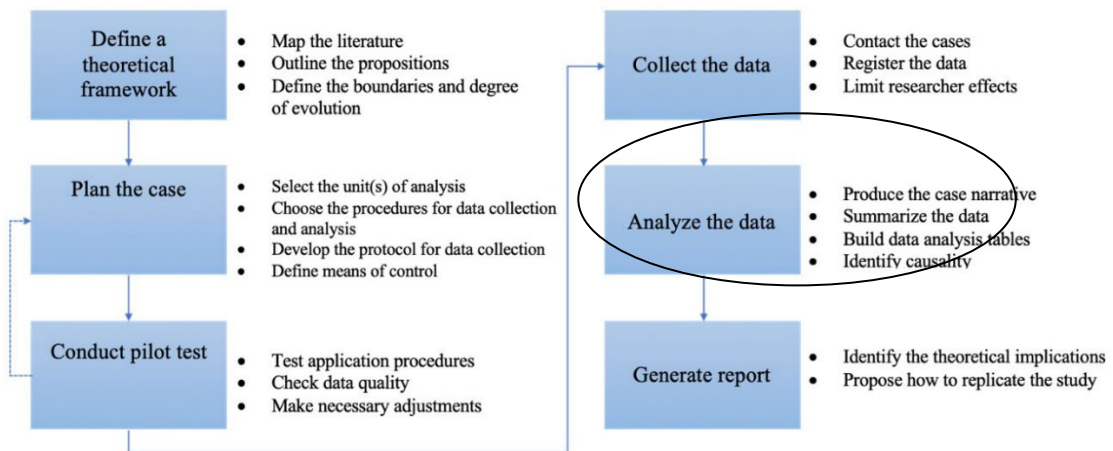 Define a
theoretical
framework
• Map the literature
• Outline the propositions
• Define the boundaries and degree
of evolution
Plan the case
• Select the unit(s) of analysis
• Choose the procedures for data collection
and analysis
• Develop the protocol for data collection
• Define means of control
Conduct pilot test
• Test application procedures
• Check data quality
• Make necessary adjustments
Collect the data
• Contact the cases
• Register the data
• Limit researcher effects
Analyze the data
• Produce the case narrative
• Summarize the data
• Build data analysis tables
• Identify causality
Generate report
• Identify the theoretical implications
• Propose how to replicate the study